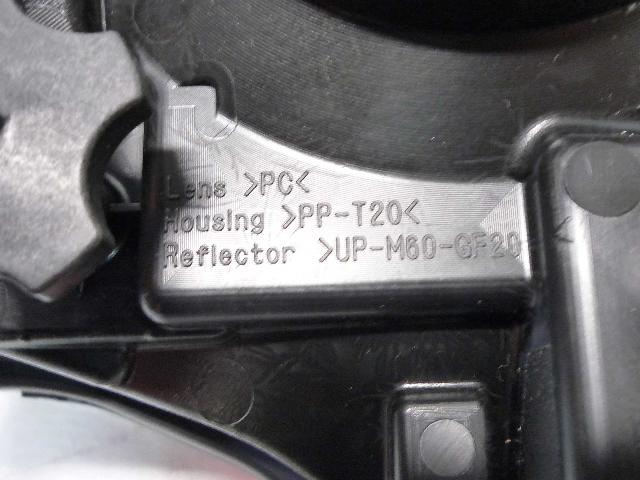 Lens >PC<
Housing >PP-T20<
Reflector >UP-M60-GF20